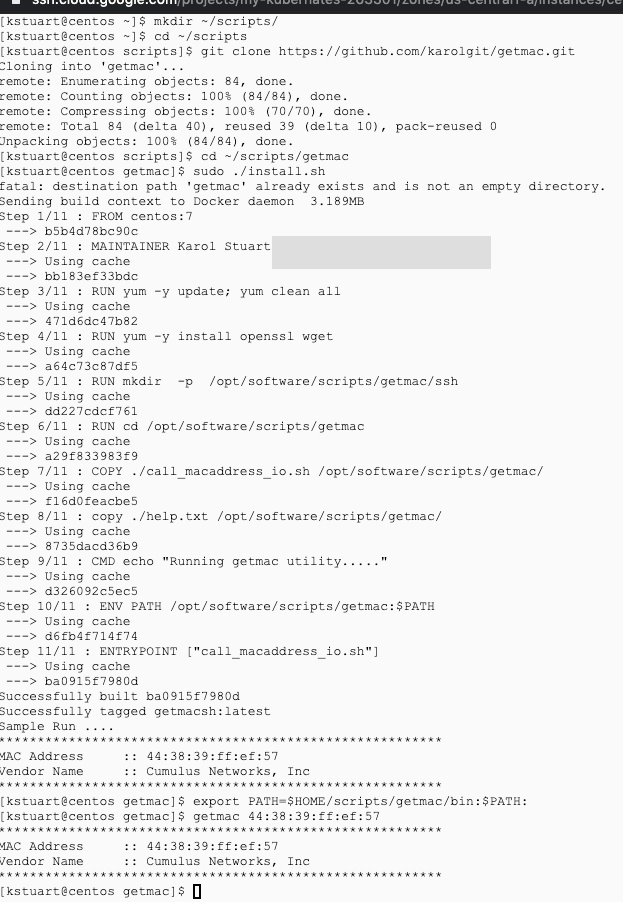 ssh.cloud.google.com/projects/my-kubernetes-203501/zones/us-central1-a/instances/ce
[kstuart@centos ~]$ mkdir ~/scripts/
[kstuart@centos ~]$ cd ~/scripts
[kstuart@centos scripts]$ git clone https://github.com/karolgit/getmac.git
Cloning into 'getmac'...
remote: Enumerating objects: 84, done.
remote: Counting objects: 100% (84/84), done.
remote: Compressing objects: 100% (70/70), done.
remote: Total 84 (delta 40), reused 39 (delta 10), pack-reused 0
Unpacking objects: 100% (84/84), done.
[kstuart@centos scripts]$ cd ~/scripts/getmac
[kstuart@centos getmac]$ sudo ./install.sh
fatal: destination path 'getmac' already exists and is not an empty directory.
Sending build context to Docker daemon  3.189MB
Step 1/11 : FROM centos:7
 ---> b5b4d78bc90c
Step 2/11 : MAINTAINER Karol Stuart
 ---> Using cache
 ---> bb183ef33bdc
Step 3/11 : RUN yum -y update; yum clean all
 ---> Using cache
 ---> 471d6dc47b82
Step 4/11 : RUN yum -y install openssl wget
 ---> Using cache
 ---> a64c73c87df5
Step 5/11 : RUN mkdir  -p  /opt/software/scripts/getmac/ssh
 ---> Using cache
 ---> dd227cdcf761
Step 6/11 : RUN cd /opt/software/scripts/getmac
 ---> Using cache
 ---> a29f833983f9
Step 7/11 : COPY ./call_macaddress_io.sh /opt/software/scripts/getmac/
 ---> Using cache
 ---> f16d0feacbe5
Step 8/11 : copy ./help.txt /opt/software/scripts/getmac/
 ---> Using cache
 ---> 8735dacd36b9
Step 9/11 : CMD echo "Running getmac utility....."
 ---> Using cache
 ---> d326092c5ec5
Step 10/11 : ENV PATH /opt/software/scripts/getmac:$PATH
 ---> Using cache
 ---> d6fb4f714f74
Step 11/11 : ENTRYPOINT ["call_macaddress_io.sh"]
 ---> Using cache
 ---> ba0915f7980d
Successfully built ba0915f7980d
Successfully tagged getmacsh:latest
Sample Run ....
**********************************************************
MAC Address     :: 44:38:39:ff:ef:57
Vendor Name     :: Cumulus Networks, Inc
**********************************************************
[kstuart@centos getmac]$ export PATH=$HOME/scripts/getmac/bin:$PATH:
[kstuart@centos getmac]$ getmac 44:38:39:ff:ef:57
**********************************************************
MAC Address     :: 44:38:39:ff:ef:57
Vendor Name     :: Cumulus Networks, Inc
**********************************************************
[kstuart@centos getmac]$